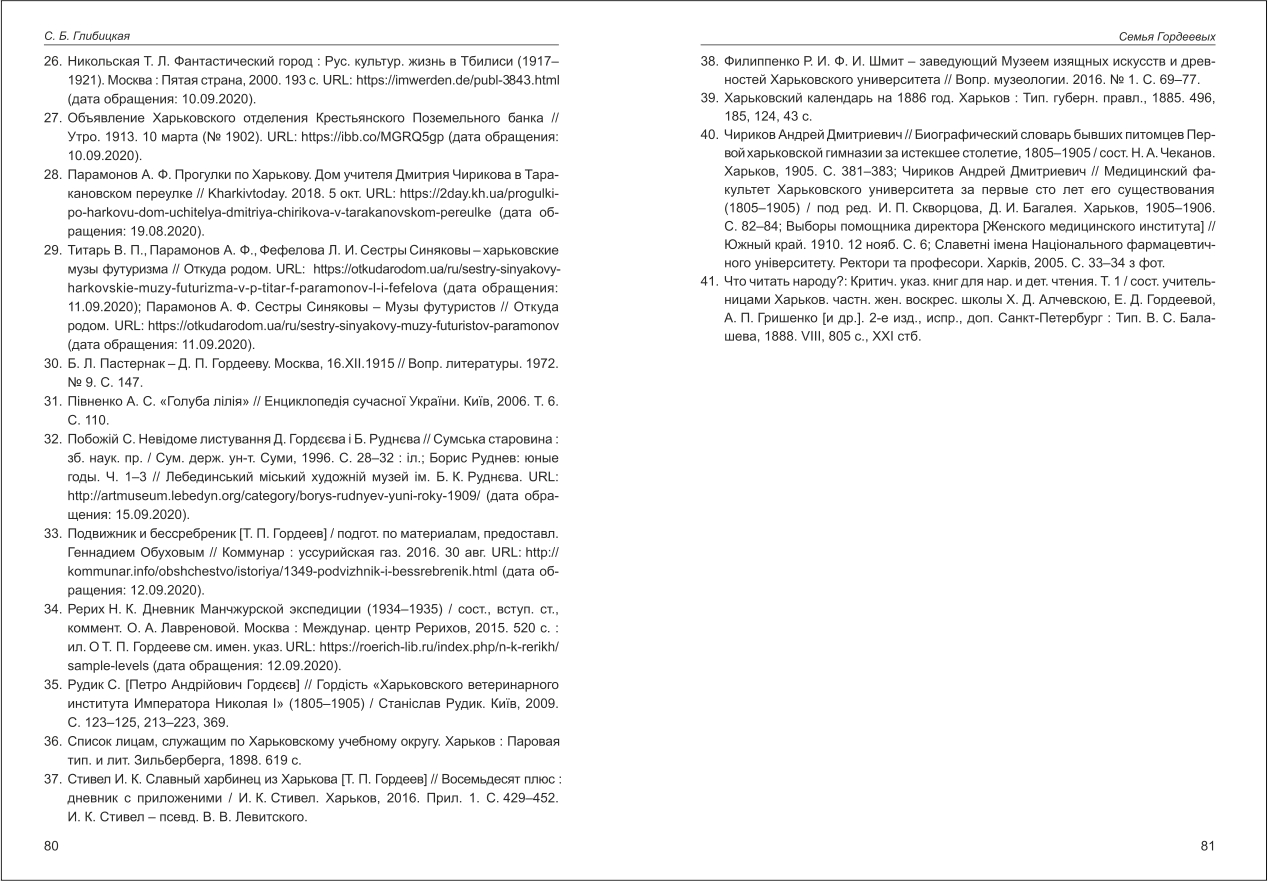 С. Б. Глибицкая
26. Никольская Т. Л. Фантастический город : Рус. культур. жизнь в Тбилиси (1917–
1921). Москва : Пятая страна, 2000. 193 с. URL: https://imwerden.de/publ-3843.html
(дата обращения: 10.09.2020).
27. Объявление Харьковского отделения Крестьянского Поземельного банка //
Утро. 1913. 10 марта (№ 1902). URL: https://ibb.co/MGRQ5gp (дата обращения:
10.09.2020).
28. Парамонов А. Ф. Прогулки по Харькову. Дом учителя Дмитрия Чирикова в Тара-
кановском переулке // Kharkivtoday. 2018. 5 окт. URL: https://2day.kh.ua/progulki-
po-harkovu-dom-uchitelya-dmitriya-chirikova-v-tarakanovskom-pereulke (дата об-
ращения: 19.08.2020).
29. Титарь В. П., Парамонов А. Ф., Фефелова Л. И. Сестры Синяковы – харьковские
музы футуризма // Откуда родом. URL: https://otkudarodom.ua/ru/sestry-sinyakovy-
harkovskie-muzy-futurizma-v-p-titar-f-paramonov-l-i-fefelova (дата обращения:
11.09.2020); Парамонов А. Ф. Сестры Синяковы – Музы футуристов // Откуда
родом. URL: https://otkudarodom.ua/ru/sestry-sinyakovy-muzy-futuristov-paramonov
(дата обращения: 11.09.2020).
30. Б. Л. Пастернак – Д. П. Гордееву. Москва, 16.XII.1915 // Вопр. литературы. 1972.
№ 9. С. 147.
31. Півненко А. С. «Голуба лілія» // Енциклопедія сучасної України. Київ, 2006. Т. 6.
С. 110.
32. Побожій С. Невідоме листування Д. Гордєєва і Б. Руднєва // Сумська старовина :
зб. наук. пр. / Сум. держ. ун-т. Суми, 1996. С. 28–32 : іл.; Борис Руднев: юные
годы. Ч. 1–3 // Лебединський міський художній музей ім. Б. К. Руднєва. URL:
http://artmuseum.lebedyn.org/category/borys-rudnyev-yuni-roky-1909/ (дата обра-
щения: 15.09.2020).
33. Подвижник и бессребреник [Т. П. Гордеев] / подгот. по материалам, предоставл.
Геннадием Обуховым // Коммунар : уссурийская газ. 2016. 30 авг. URL: http://
kommunar.info/obshchestvo/istoriya/1349-podvizhnik-i-bessrebrenik.html (дата об-
ращения: 12.09.2020).
34. Рерих Н. К. Дневник Манчжурской экспедиции (1934–1935) / сост., вступ. ст.,
коммент. О. А. Лавреновой. Москва : Междунар. центр Рерихов, 2015. 520 с. :
ил. О Т. П. Гордееве см. имен. указ. URL: https://roerich-lib.ru/index.php/n-k-rerikh/
sample-levels (дата обращения: 12.09.2020).
35. Рудик С. [Петро Андрійович Гордєєв] // Гордість «Харьковского ветеринарного
института Императора Николая I» (1805–1905) / Станіслав Рудик. Київ, 2009.
С. 123–125, 213–223, 369.
36. Список лицам, служащим по Харьковскому учебному округу. Харьков : Паровая
тип. и лит. Зильберберга, 1898. 619 с.
37. Стивел И. К. Славный харбинец из Харькова [Т. П. Гордеев] // Восемьдесят плюс :
дневник с приложеними / И. К. Стивел. Харьков, 2016. Прил. 1. С. 429–452.
И. К. Стивел – псевд. В. В. Левитского.
80
Семья Гордеевых
38. Филиппенко Р. И. Ф. И. Шмит – заведующий Музеем изящных искусств и древ-
ностей Харьковского университета // Вопр. музеологии. 2016. № 1. С. 69–77.
39. Харьковский календарь на 1886 год. Харьков : Тип. губерн. правл., 1885. 496,
185, 124, 43 с.
40. Чириков Андрей Дмитриевич // Биографический словарь бывших питомцев Пер-
вой харьковской гимназии за истекшее столетие, 1805–1905 / сост. Н. А. Чеканов.
Харьков, 1905. С. 381–383; Чириков Андрей Дмитриевич // Медицинский фа-
культет Харьковского университета за первые сто лет его существования
(1805–1905) / под ред. И. П. Скворцова, Д. И. Багалея. Харьков, 1905–1906.
С. 82–84; Выборы помощника директора [Женского медицинского института] //
Южный край. 1910. 12 нояб. С. 6; Славетні імена Національного фармацевтич-
ного університету. Ректори та професори. Харків, 2005. С. 33–34 з фот.
41. Что читать народу?: Критич. указ. книг для нар. и дет. чтения. Т. 1 / сост. учитель-
ницами Харьков. частн. жен. воскрес. школы Х. Д. Алчевскою, Е. Д. Гордеевой,
А. П. Гришенко [и др.]. 2-е изд., испр., доп. Санкт-Петербург : Тип. В. С. Бала-
шева, 1888. VIII, 805 с., XXI стб.
81